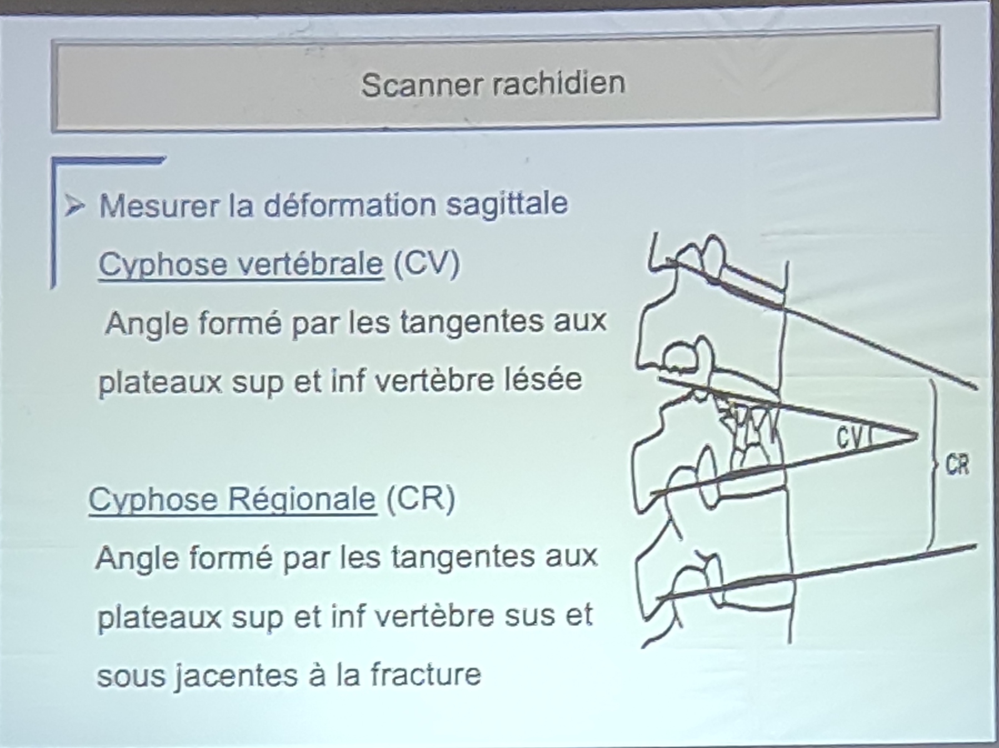 Scanner rachidien
Mesurer la déformation sagittale
Cyphose vertébrale (CV)
Angle formé par les tangentes aux
plateaux sup et inf vertèbre lésée
Cyphose Régionale (CR)
Angle formé par les tangentes aux
plateaux sup et inf vertèbre sus et
sous jacentes à la fracture
CV
CR